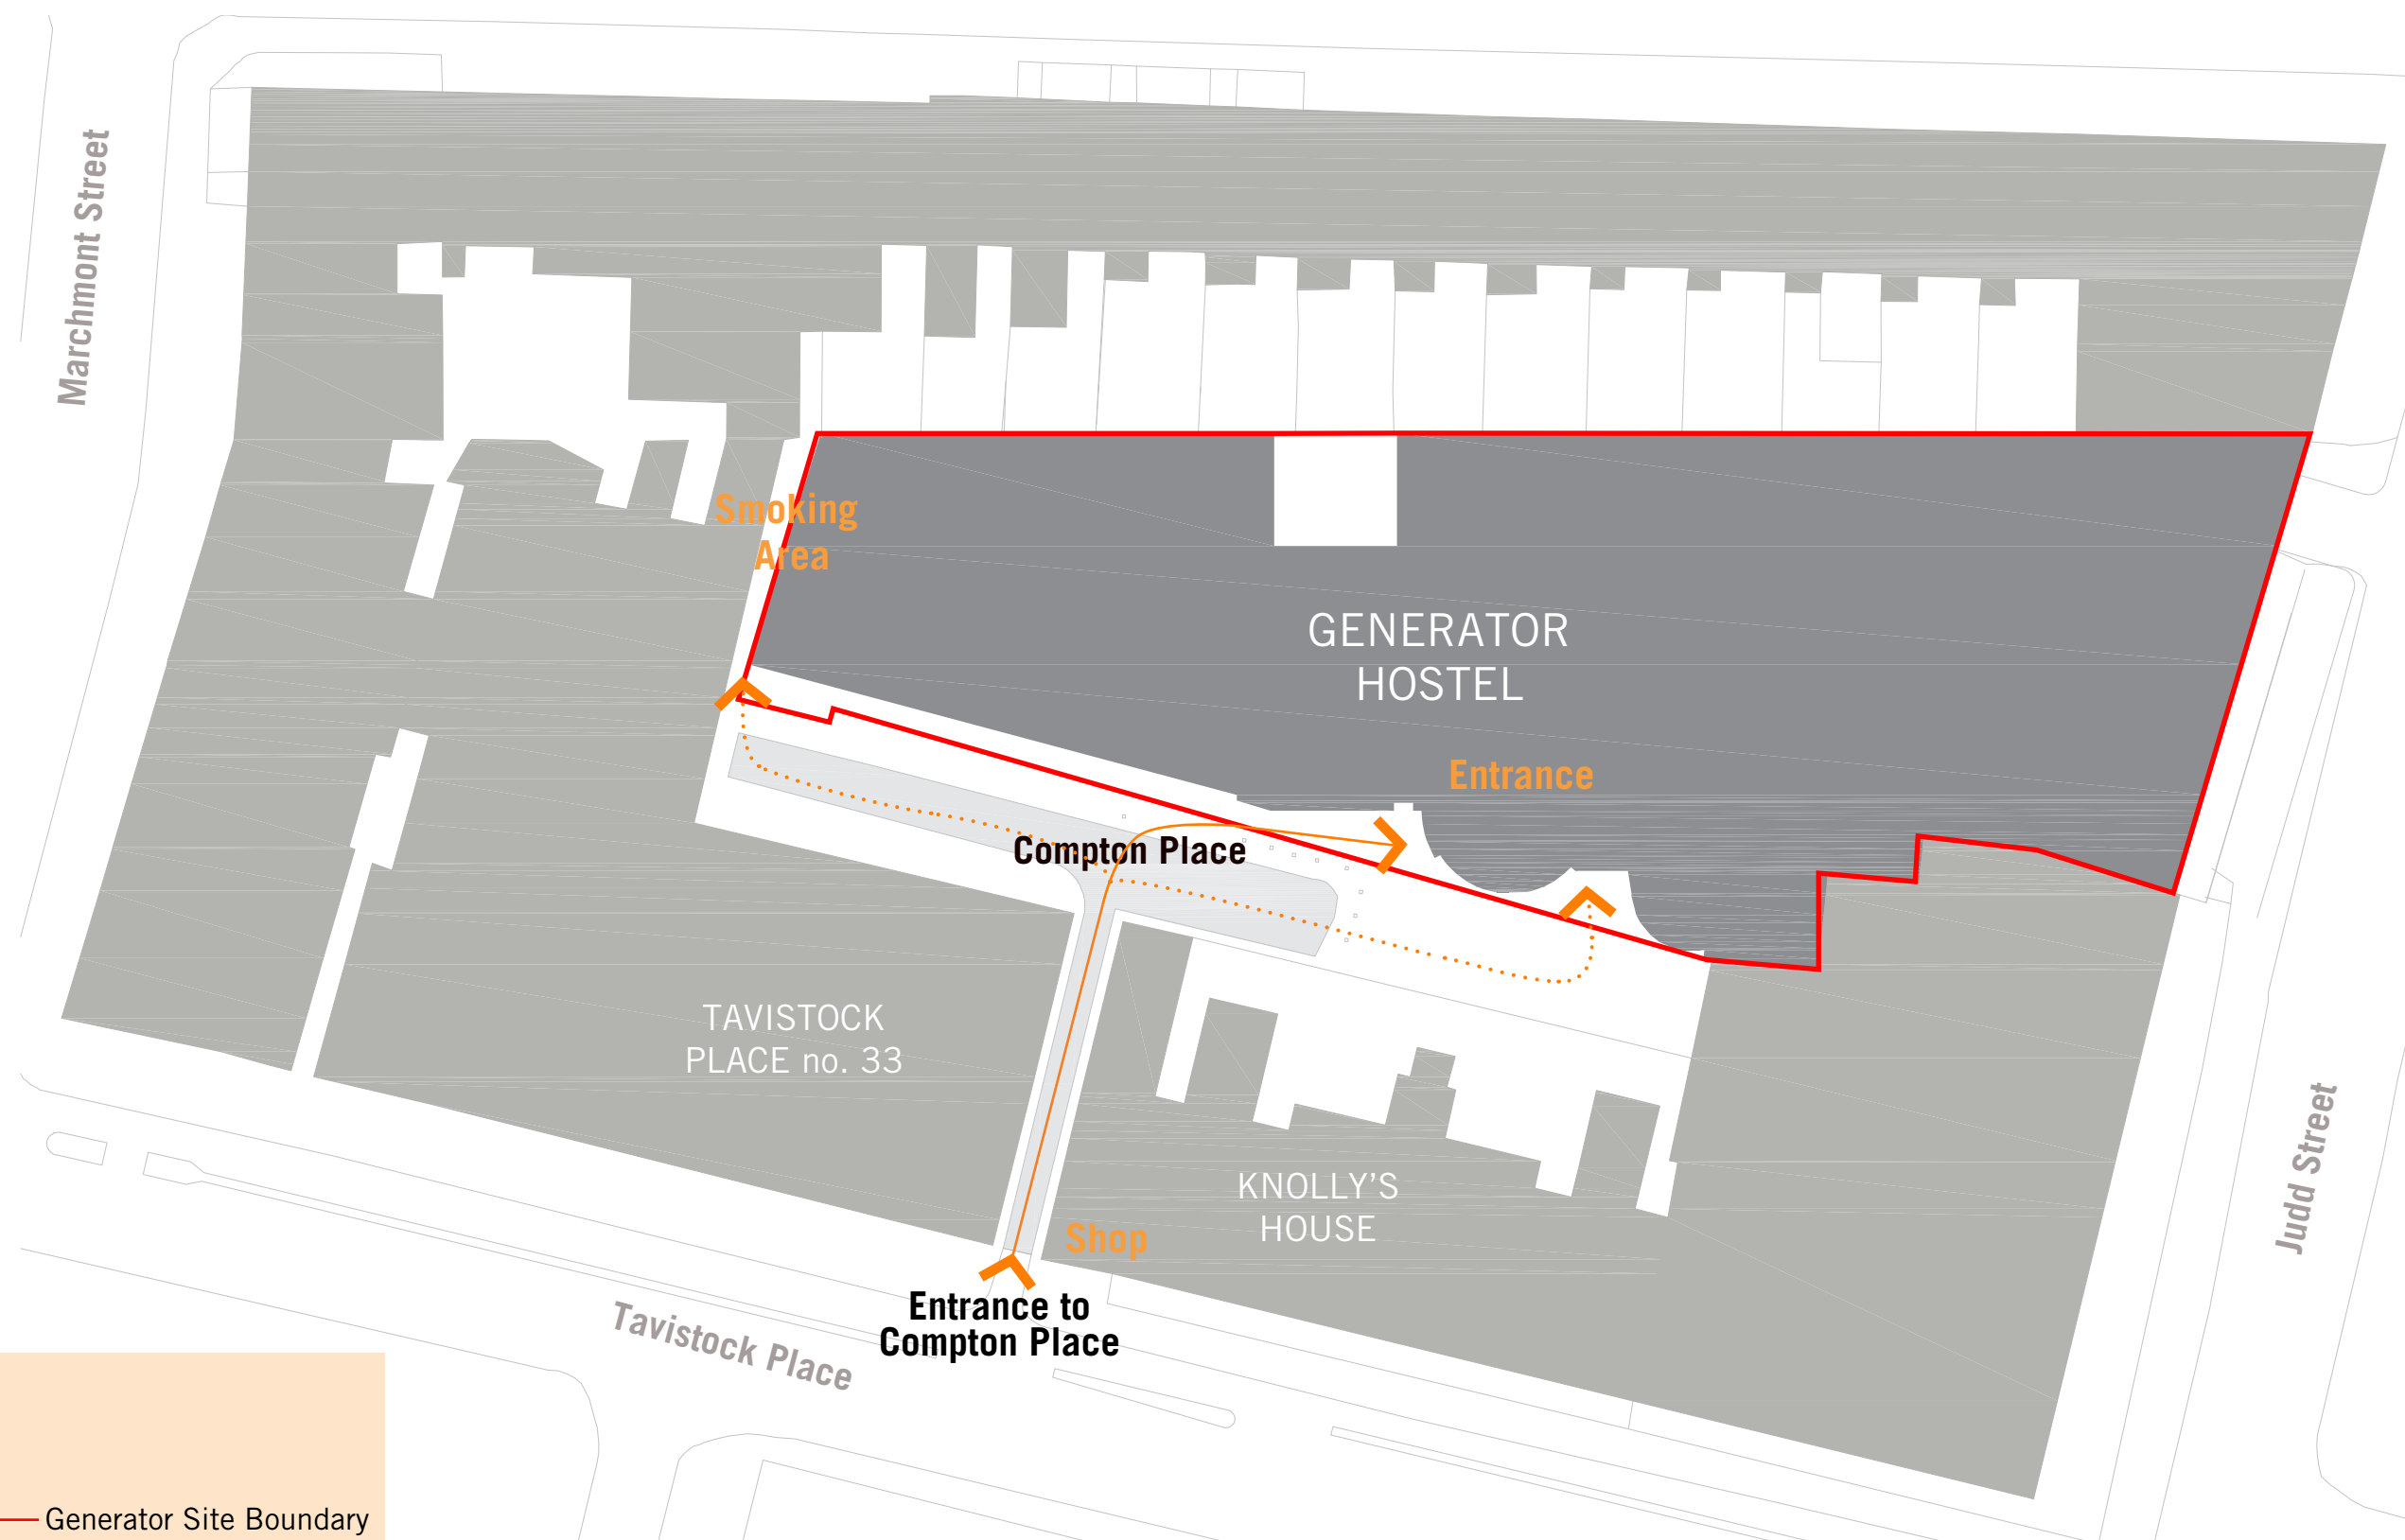 Marchmont Street
Smoking
Area
GENERATOR
HOSTEL
Entrance
Compton Place
TAVISTOCK
PLACE no. 33
KNOLLY'S
HOUSE
Shop
Judd Street
Entrance to
Compton Place
Tavistock Place
Generator Site Boundary